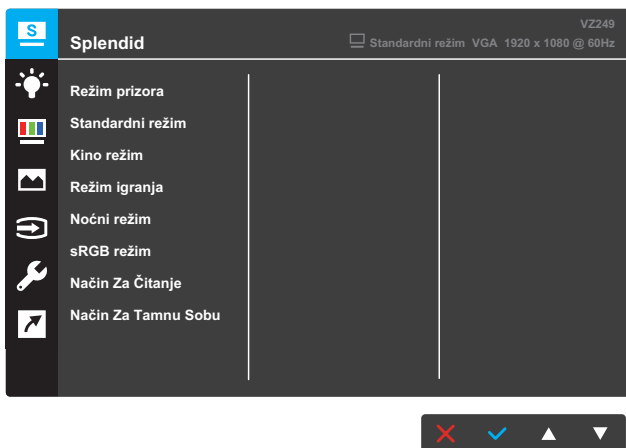 S
VZ249
Splendid
Standardni režim VGA 1920 x 1080 @ 60Hz
Režim prizora
Standardni režim
Kino režim
Režim igranja
Noćni režim
sRGB režim
Način Za Čitanje
Način Za Tamnu Sobu